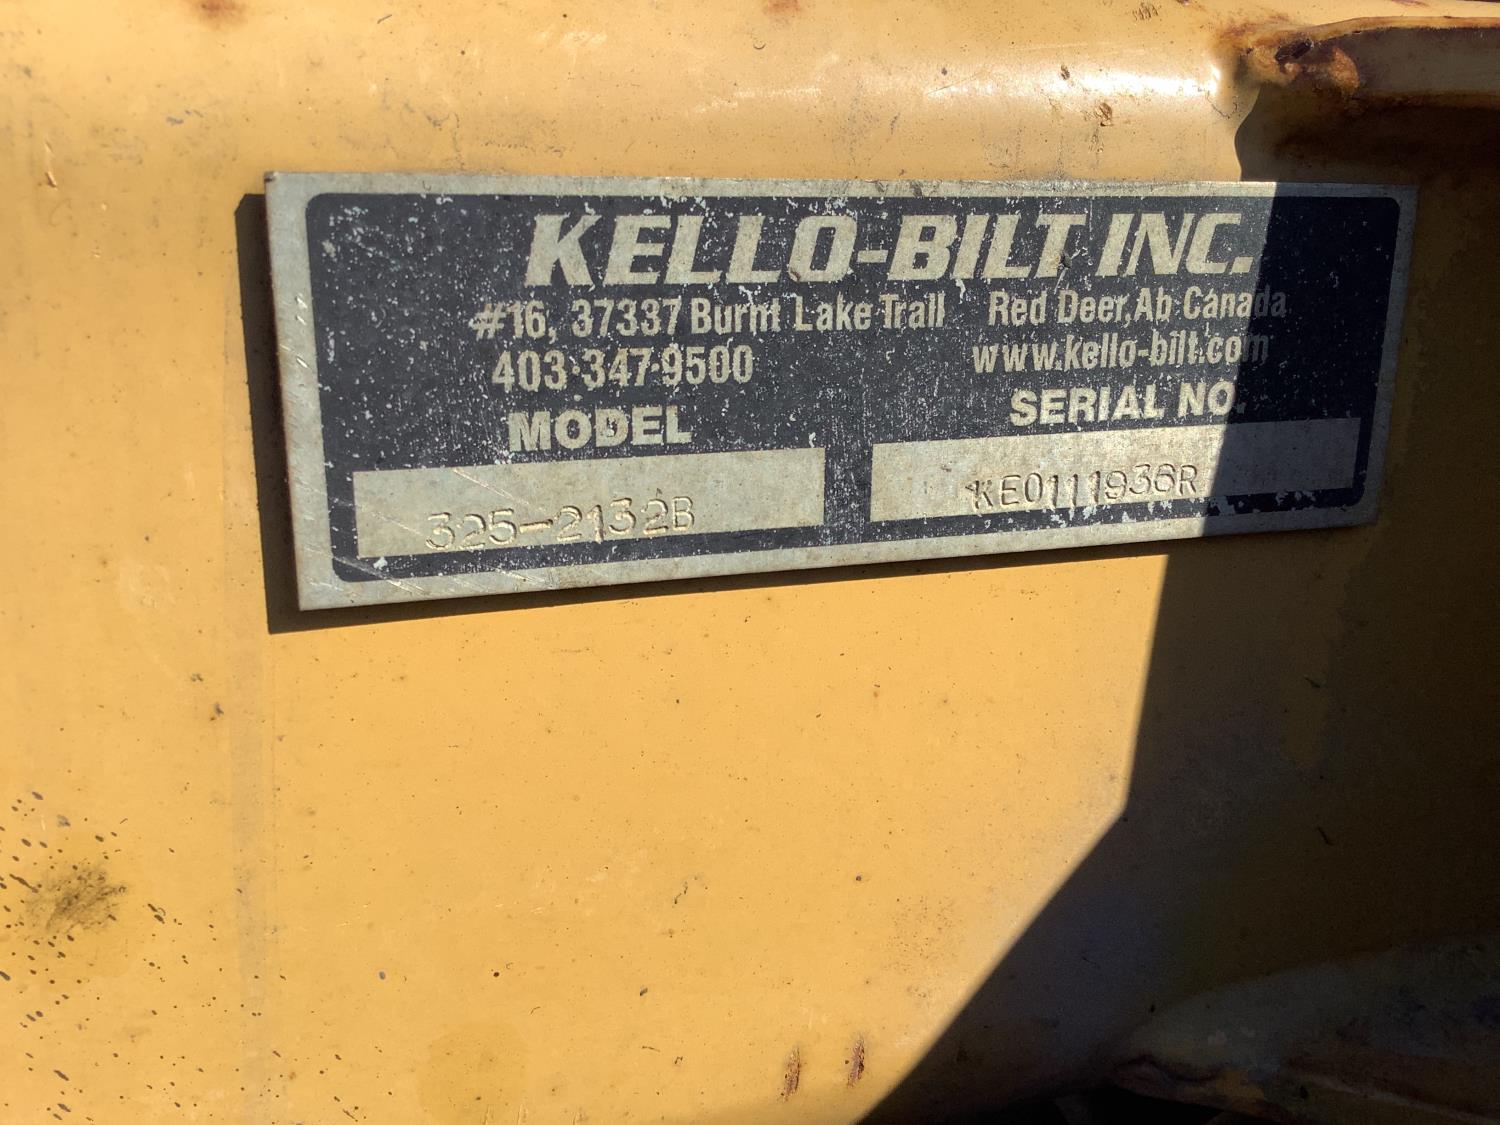 KELLO-BILT INC.
#16, 37337 Burnt Lake Trail Red Deer, Ab Canada
403·347·9500 www.kello-bilt.com
MODEL SERIAL NO.
325-2132B KE0111936R